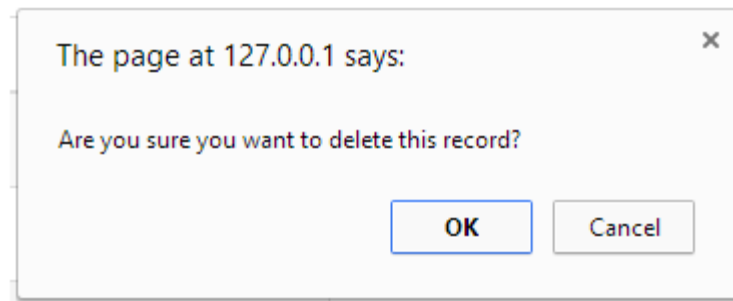 The page at 127.0.0.1 says:
Are you sure you want to delete this record?
OK Cancel